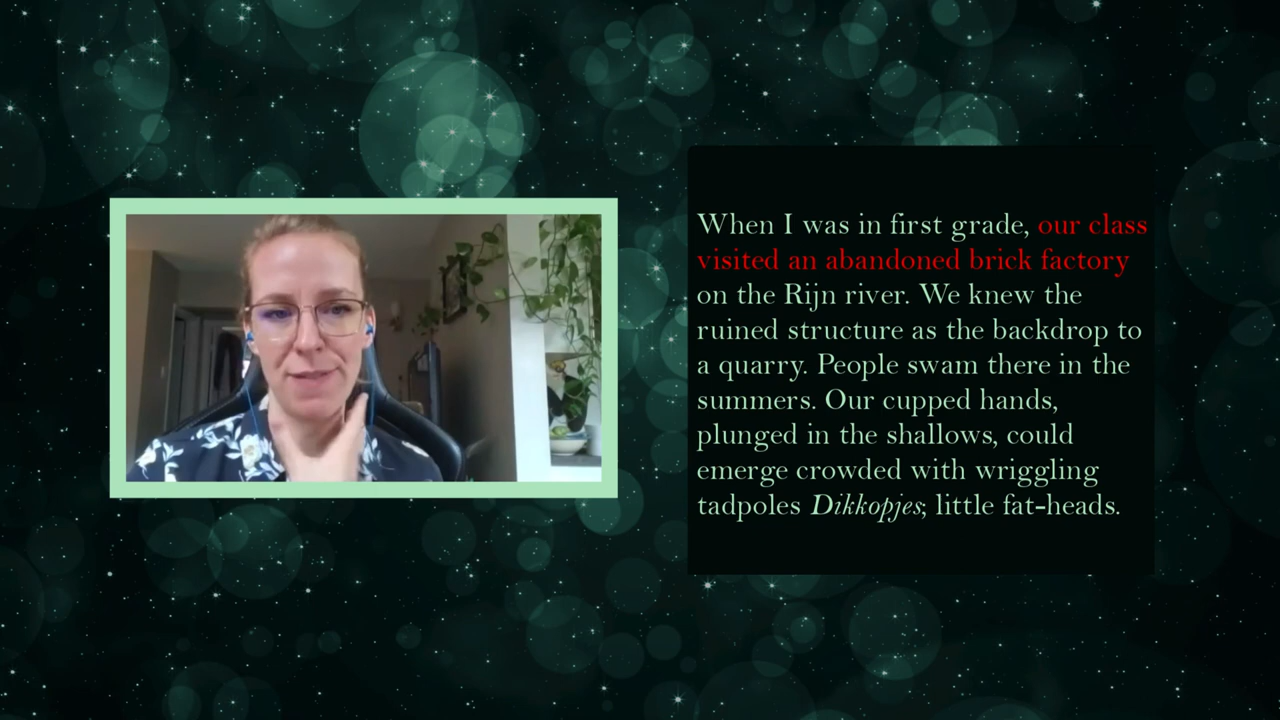 When I was in first grade, our class
visited an abandoned brick factory
on the Rijn river. We knew the
ruined structure as the backdrop to
a quarry. People swam there in the
summers. Our cupped hands,
plunged in the shallows, could
emerge crowded with wriggling
tadpoles Dikkopjes; little fat-heads.